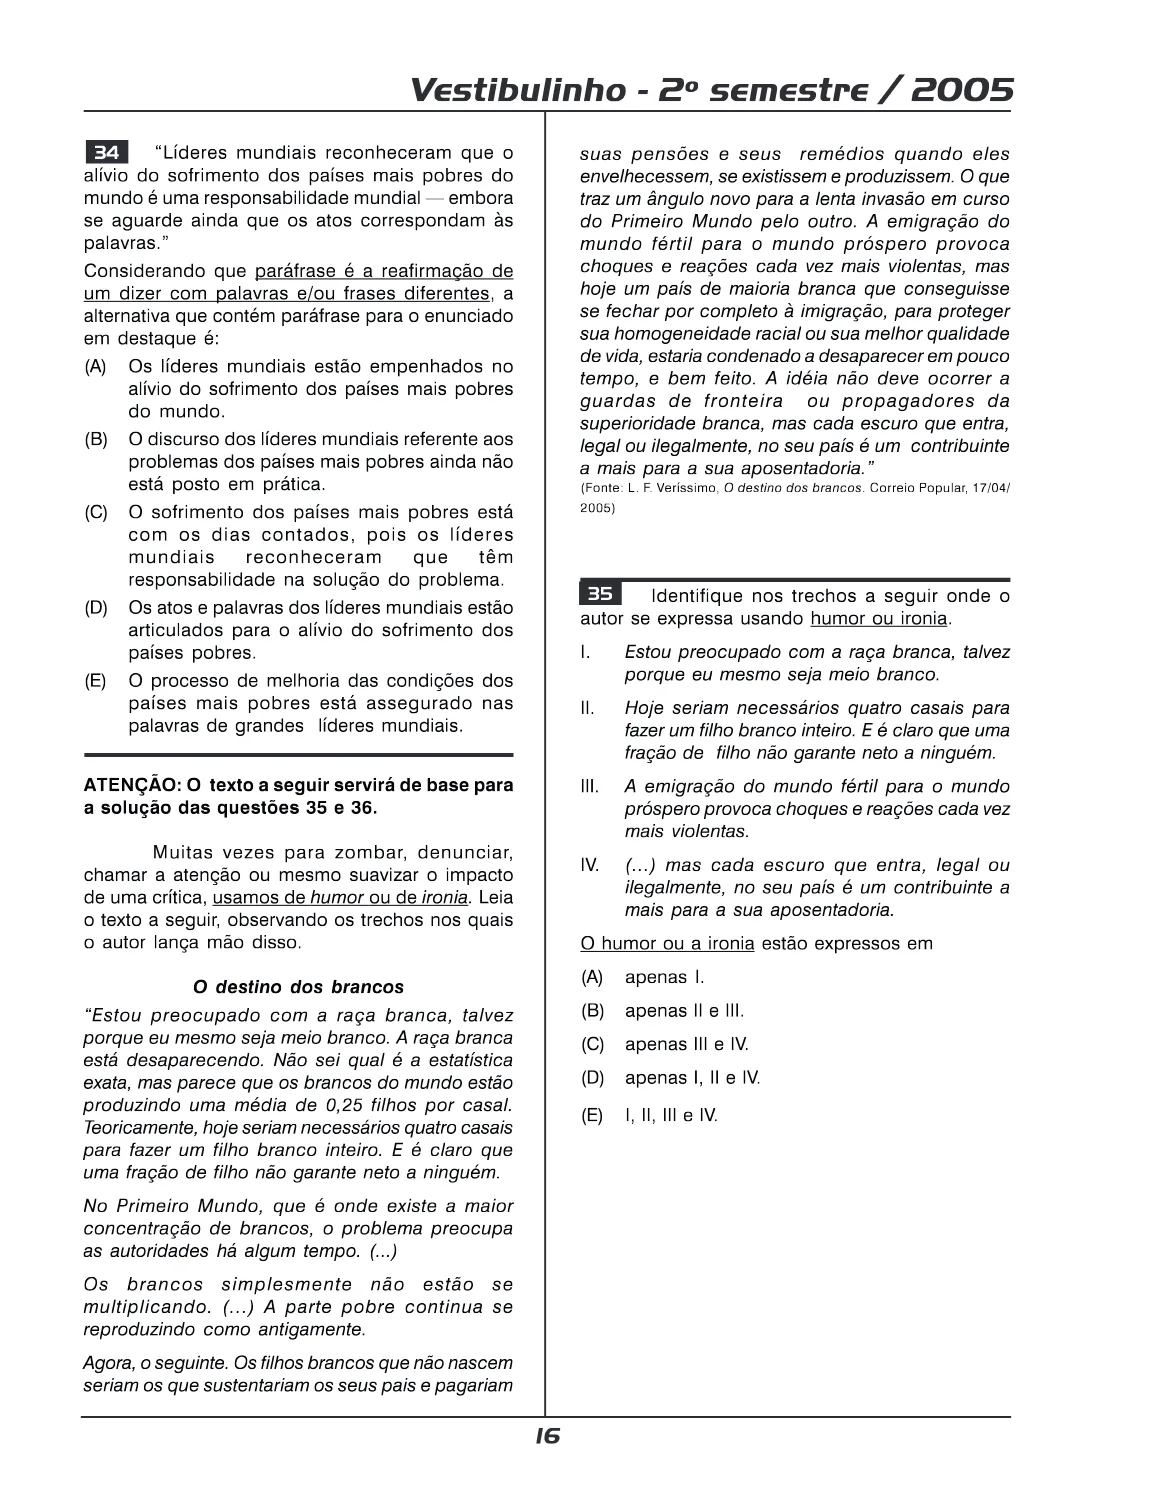 Vestibulinho - 2º semestre / 2005
34 “Líderes mundiais reconheceram que o
alívio do sofrimento dos países mais pobres do
mundo é uma responsabilidade mundial — embora
se aguarde ainda que os atos correspondam às
palavras.”
Considerando que paráfrase é a reafirmação de
um dizer com palavras e/ou frases diferentes, a
alternativa que contém paráfrase para o enunciado
em destaque é:
(A) Os líderes mundiais estão empenhados no
alívio do sofrimento dos países mais pobres
do mundo.
(B) O discurso dos líderes mundiais referente aos
problemas dos países mais pobres ainda não
está posto em prática.
(C) O sofrimento dos países mais pobres está
com os dias contados, pois os líderes
mundiais reconheceram que têm
responsabilidade na solução do problema.
(D) Os atos e palavras dos líderes mundiais estão
articulados para o alívio do sofrimento dos
países pobres.
(E) O processo de melhoria das condições dos
países mais pobres está assegurado nas
palavras de grandes líderes mundiais.
ATENÇÃO: O texto a seguir servirá de base para
a solução das questões 35 e 36.
Muitas vezes para zombar, denunciar,
chamar a atenção ou mesmo suavizar o impacto
de uma crítica, usamos de humor ou de ironia. Leia
o texto a seguir, observando os trechos nos quais
o autor lança mão disso.
O destino dos brancos
“Estou preocupado com a raça branca, talvez
porque eu mesmo seja meio branco. A raça branca
está desaparecendo. Não sei qual é a estatística
exata, mas parece que os brancos do mundo estão
produzindo uma média de 0,25 filhos por casal.
Teoricamente, hoje seriam necessários quatro casais
para fazer um filho branco inteiro. E é claro que
uma fração de filho não garante neto a ninguém.
No Primeiro Mundo, que é onde existe a maior
concentração de brancos, o problema preocupa
as autoridades há algum tempo. (...)
Os brancos simplesmente não estão se
multiplicando. (...) A parte pobre continua se
reproduzindo como antigamente.
Agora, o seguinte. Os filhos brancos que não nascem
seriam os que sustentariam os seus pais e pagariam
suas pensões e seus remédios quando eles
envelhecessem, se existissem e produzissem. O que
traz um ângulo novo para a lenta invasão em curso
do Primeiro Mundo pelo outro. A emigração do
mundo fértil para o mundo próspero provoca
choques e reações cada vez mais violentas, mas
hoje um país de maioria branca que conseguisse
se fechar por completo à imigração, para proteger
sua homogeneidade racial ou sua melhor qualidade
de vida, estaria condenado a desaparecer em pouco
tempo, e bem feito. A idéia não deve ocorrer a
guardas de fronteira ou propagadores da
superioridade branca, mas cada escuro que entra,
legal ou ilegalmente, no seu país é um contribuinte
a mais para a sua aposentadoria.”
(Fonte: L. F. Veríssimo, O destino dos brancos. Correio Popular, 17/04/
2005)
35 Identifique nos trechos a seguir onde o
autor se expressa usando humor ou ironia.
I. Estou preocupado com a raça branca, talvez
porque eu mesmo seja meio branco.
II. Hoje seriam necessários quatro casais para
fazer um filho branco inteiro. E é claro que uma
fração de filho não garante neto a ninguém.
III. A emigração do mundo fértil para o mundo
próspero provoca choques e reações cada vez
mais violentas.
IV. (...) mas cada escuro que entra, legal ou
ilegalmente, no seu país é um contribuinte a
mais para a sua aposentadoria.
O humor ou a ironia estão expressos em
(A) apenas I.
(B) apenas II e III.
(C) apenas III e IV.
(D) apenas I, II e IV.
(E) I, II, III e IV.
16